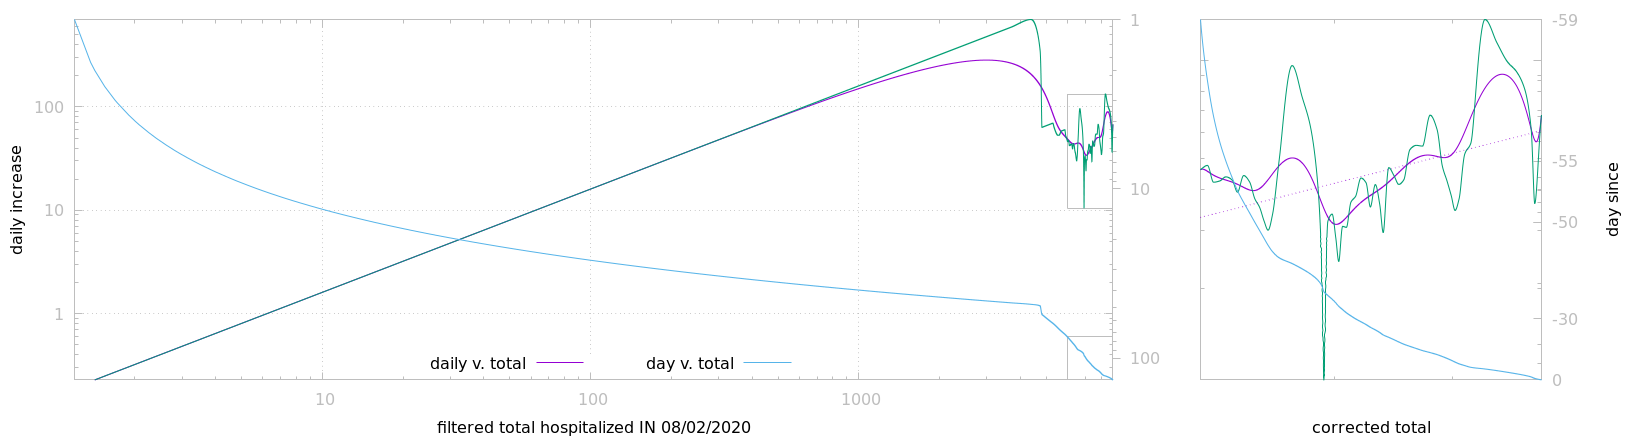 daily increase
100
10
1
daily v. total
day v. total
10
100
1000
filtered total hospitalized IN 08/02/2020
1
10
100
-59
-55
-50
-30
0
day since
corrected total